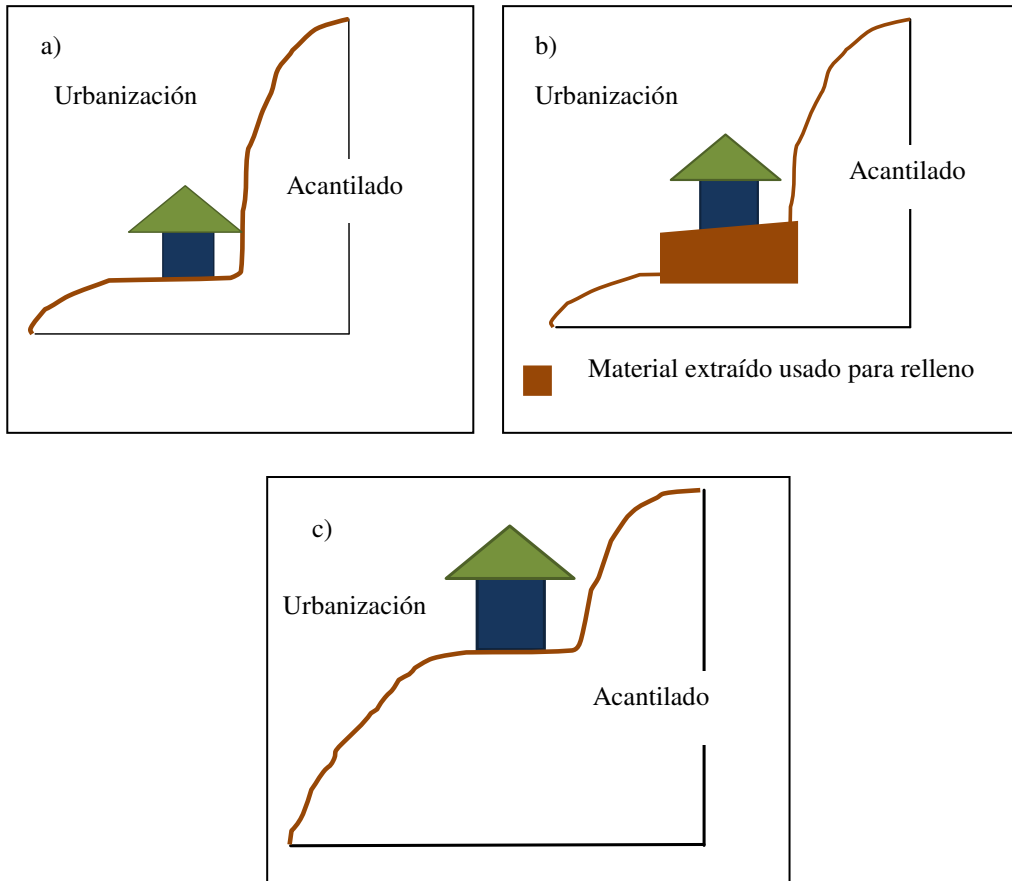 a)
Urbanización
Acantilado
b)
Urbanización
Acantilado
Material extraído usado para relleno
c)
Urbanización
Acantilado